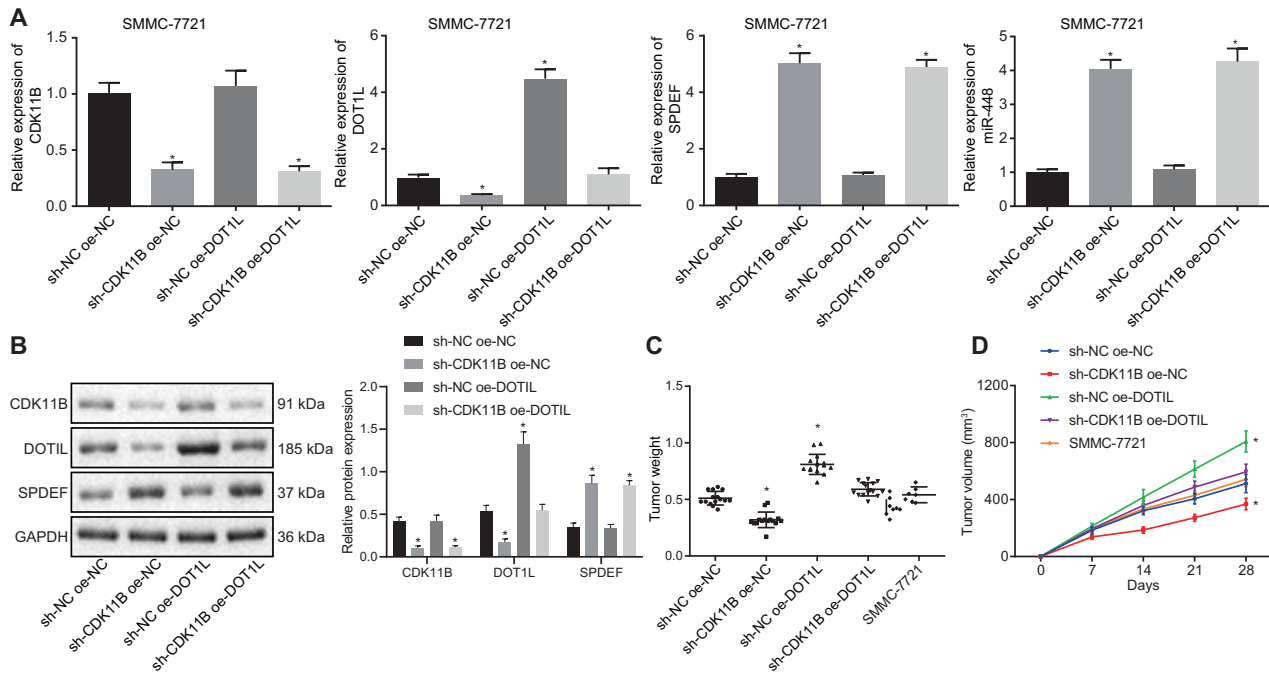 A
SMMC-7721
Relative expression of
CDK11B
1.5
1.0
0.5
0.0
*
*
sh-NC oe-NC
sh-CDK11B oe-NC
sh-NC oe-DOT1L
sh-CDK11B oe-DOT1L
SMMC-7721
Relative expression of
DOT1L
6
4
2
0
*
*
sh-NC oe-NC
sh-CDK11B oe-NC
sh-NC oe-DOT1L
sh-CDK11B oe-DOT1L
SMMC-7721
Relative expression of
SPDEF
6
4
2
0
*
*
sh-NC oe-NC
sh-CDK11B oe-NC
sh-NC oe-DOT1L
sh-CDK11B oe-DOT1L
SMMC-7721
Relative expression of
miR-448
5
4
3
2
1
0
*
*
sh-NC oe-NC
sh-CDK11B oe-NC
sh-NC oe-DOT1L
sh-CDK11B oe-DOT1L
B
CDK11B
91 kDa
DOTIL
185 kDa
SPDEF
37 kDa
GAPDH
36 kDa
sh-NC oe-NC
sh-CDK11B oe-NC
sh-NC oe-DOT1L
sh-CDK11B oe-DOT1L
sh-NC oe-NC
sh-CDK11B oe-NC
sh-NC oe-DOTIL
sh-CDK11B oe-DOTIL
Relative protein expression
2.0
1.5
1.0
0.5
0.0
*
*
*
*
*
*
CDK11B
DOT1L
SPDEF
C
Tumor weight
1.5
1.0
0.5
0.0
*
*
sh-NC oe-NC
sh-CDK11B oe-NC
sh-NC oe-DOT1L
sh-CDK11B oe-DOT1L
SMMC-7721
D
sh-NC oe-NC
sh-CDK11B oe-NC
sh-NC oe-DOTIL
sh-CDK11B oe-DOTIL
SMMC-7721
Tumor volume (mm³)
1200
800
400
0
*
*
0
7
14
21
28
Days